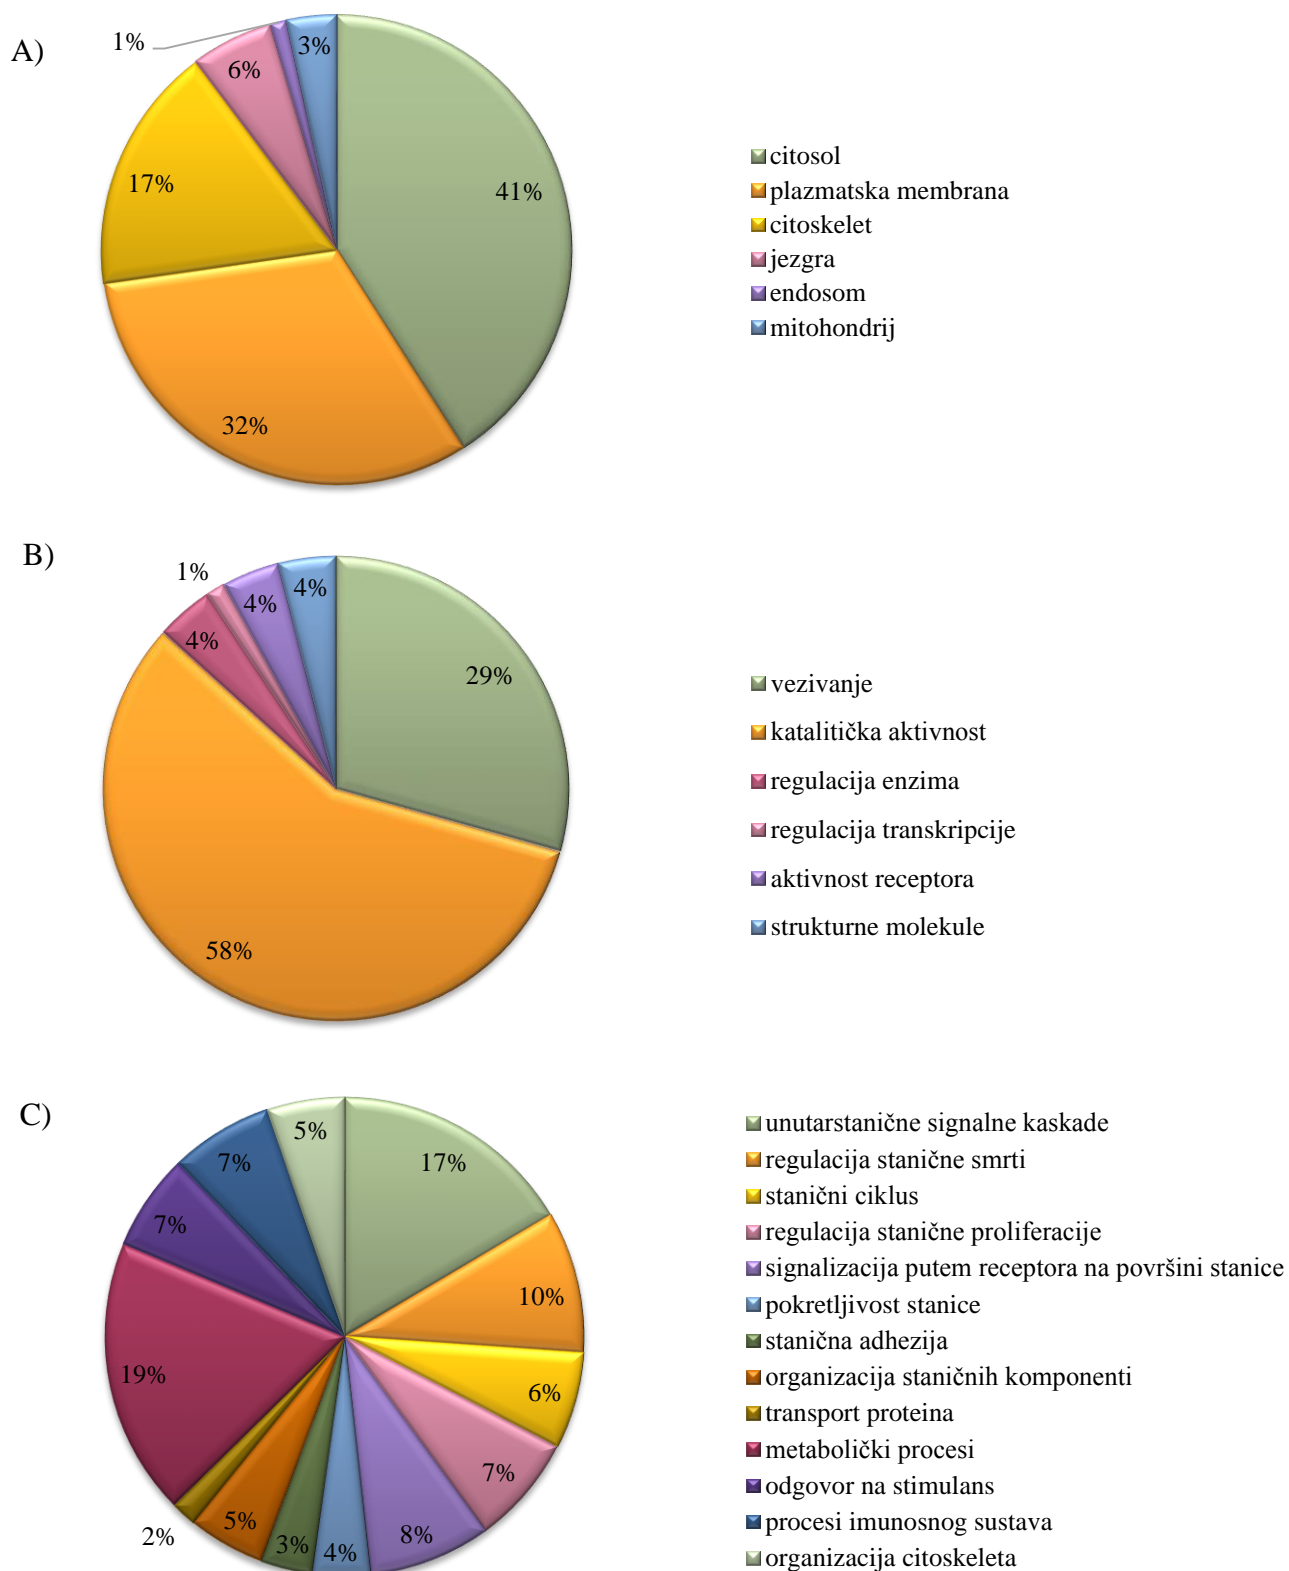 A)
1%
3%
6%
17%
41%
32%
citosol
plazmatska membrana
citoskelet
jezgra
endosom
mitohondrij
B)
1%
4%
4%
4%
29%
58%
vezivanje
katalitička aktivnost
regulacija enzima
regulacija transkripcije
aktivnost receptora
strukturne molekule
C)
5%
17%
7%
7%
10%
19%
6%
7%
5%
8%
2%
3%
4%
unutarstanične signalne kaskade
regulacija stanične smrti
stanični ciklus
regulacija stanične proliferacije
signalizacija putem receptora na površini stanice
pokretljivost stanice
stanična adhezija
organizacija staničnih komponenti
transport proteina
metabolički procesi
odgovor na stimulans
procesi imunosnog sustava
organizacija citoskeleta